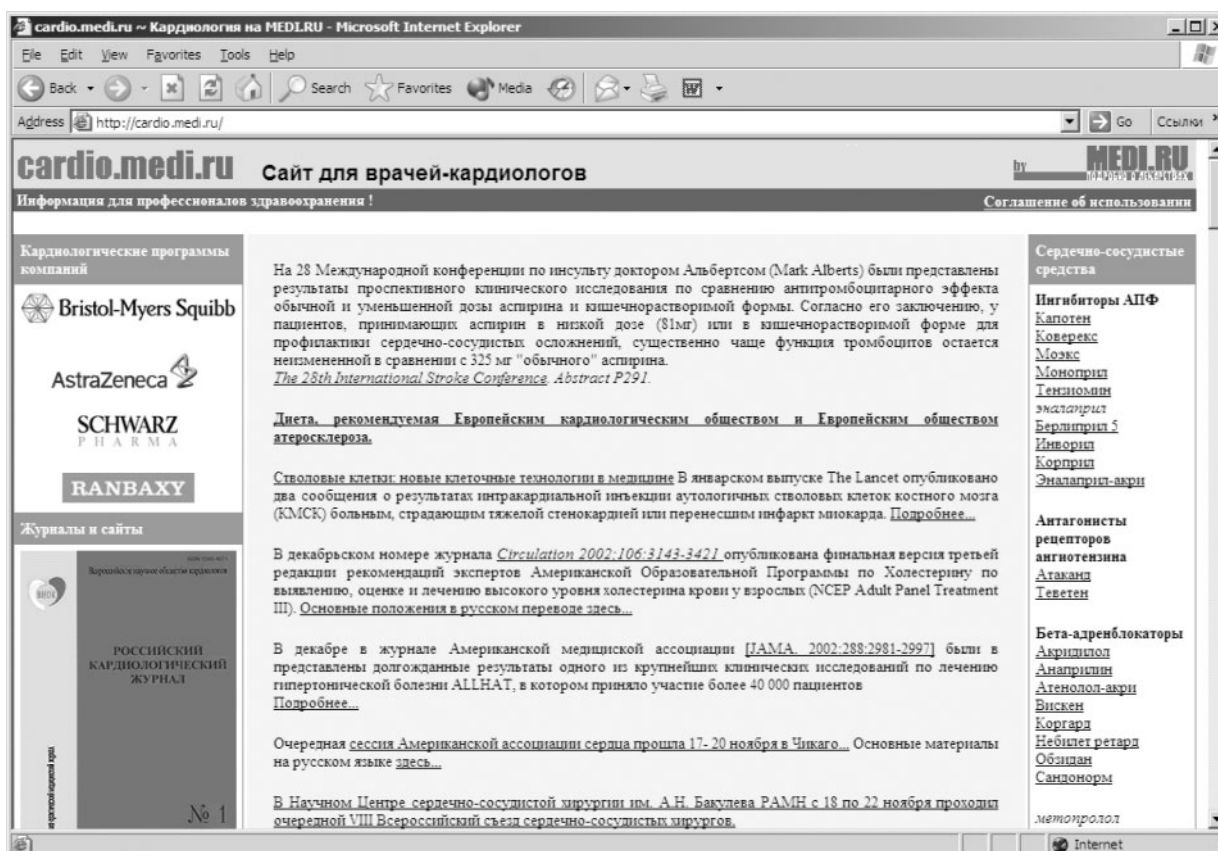 cardio.medi.ru ~ Кардиология на MEDI.RU - Microsoft Internet Explorer
File Edit View Favorites Tools Help
Back Search Favorites Media
Address http://cardio.medi.ru/ Go Ссылки
cardio.medi.ru Сайт для врачей-кардиологов by MEDI.RU
ПОДРОБНО О ЛЕКАРСТВАХ
Информация для профессионалов здравоохранения ! Соглашение об использовании
Кардиологические программы
компаний
Bristol-Myers Squibb
AstraZeneca
SCHWARZ
PHARMA
RANBAXY
Журналы и сайты
Всероссийское научное общество кардиологов
ВНОК
РОССИЙСКИЙ
КАРДИОЛОГИЧЕСКИЙ
ЖУРНАЛ
№ 1
На 28 Международной конференции по инсульту доктором Альбертсом (Mark Alberts) были представлены
результаты проспективного клинического исследования по сравнению антипромбоцитарного эффекта
обычной и уменьшенной дозы аспирина и кишечнорастворимой формы. Согласно его заключению, у
пациентов, принимающих аспирин в низкой дозе (81мг) или в кишечнорастворимой форме для
профилактики сердечно-сосудистых осложнений, существенно чаще функция тромбоцитов остается
неизмененной в сравнении с 325 мг "обычного" аспирина.
The 28th International Stroke Conference. Abstract P291.
Диета, рекомендуемая Европейским кардиологическим обществом и Европейским обществом
атеросклероза.
Стволовые клетки: новые клеточные технологии в медицине В январском выпуске The Lancet опубликовано
два сообщения о результатах интракардиальной инъекции аутологичных стволовых клеток костного мозга
(КМСК) больным, страдающим тяжелой стенокардией или перенесшим инфаркт миокарда. Подробнее...
В декабрьском номере журнала Circulation 2002:106:3143-3421 опубликована финальная версия третьей
редакции рекомендаций экспертов Американской Образовательной Программы по Холестерину по
выявлению, оценке и лечению высокого уровня холестерина крови у взрослых (NCEP Adult Panel Treatment
III). Основные положения в русском переводе здесь...
В декабре в журнале Американской медициской ассоциации [JAMA. 2002:288:2981-2997] были в
представлены долгожданные результаты одного из крупнейших клинических исследований по лечению
гипертонической болезни ALLHAT, в котором приняло участие более 40 000 пациентов
Подробнее...
Очередная сессия Американской ассоциации сердца прошла 17- 20 ноября в Чикаго... Основные материалы
на русском языке здесь...
В Научном Центре сердечно-сосудистой хирургии им. А.Н. Бакулева РАМН с 18 по 22 ноября проходил
очередной VIII Всероссийский съезд сердечно-сосудистых хирургов.
Сердечно-сосудистые
средства
Ингибиторы АПФ
Капотен
Коверекс
Моэкс
Моноприл
Тензиомин
эналаприл
Берлиприл 5
Инворил
Корприл
Эналаприл-акри
Антагонисты
рецепторов
ангиотензина
Атаканд
Теветен
Бета-адренблокаторы
Акридилол
Анаприлин
Атенолол-акри
Вискен
Коргард
Небилет ретард
Обзидан
Сандонорм
метопролол
Internet